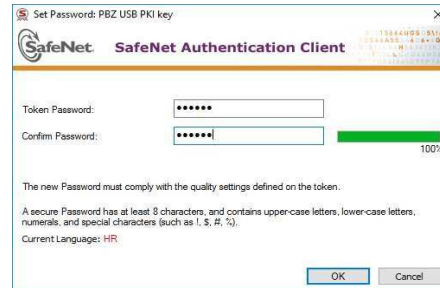 Set Password: PBZ USB PKI key
SafeNet. SafeNet Authentication Client
Token Password: ••••••
Confirm Password: ••••••
100%
The new Password must comply with the quality settings defined on the token.
A secure Password has at least 8 characters, and contains upper-case letters, lower-case letters,
numerals, and special characters (such as !, $, #, %).
Current Language: HR
OK Cancel